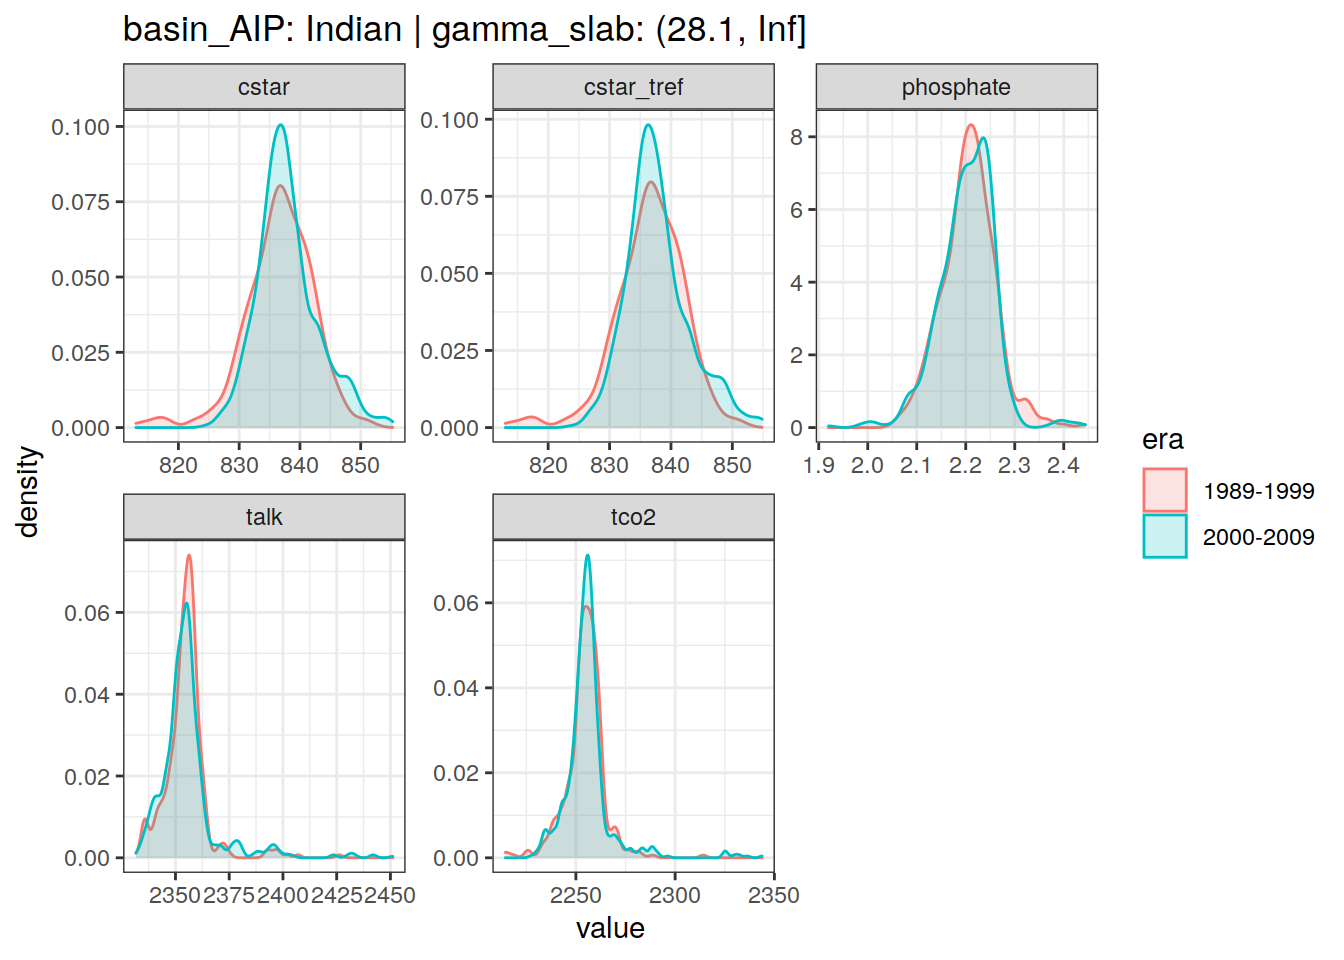 basin_AIP: Indian | gamma_slab: (28.1, Inf]
cstar
cstar_tref
phosphate
0.100
0.075
0.050
0.025
0.000
820 830 840 850
0.100
0.075
0.050
0.025
0.000
820 830 840 850
8
6
4
2
0
1.9 2.0 2.1 2.2 2.3 2.4
talk
tco2
0.06
0.04
0.02
0.00
2350 2375 2400 2425 2450
0.06
0.04
0.02
0.00
2250 2300 2350
density
value
era
1989-1999
2000-2009